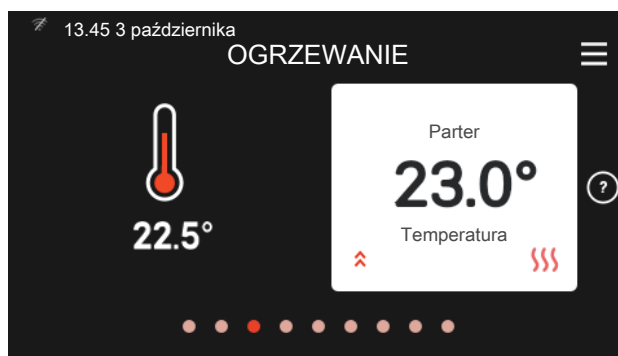 13.45 3 października
OGRZEWANIE
Parter
23.0°
Temperatura
22.5°
?